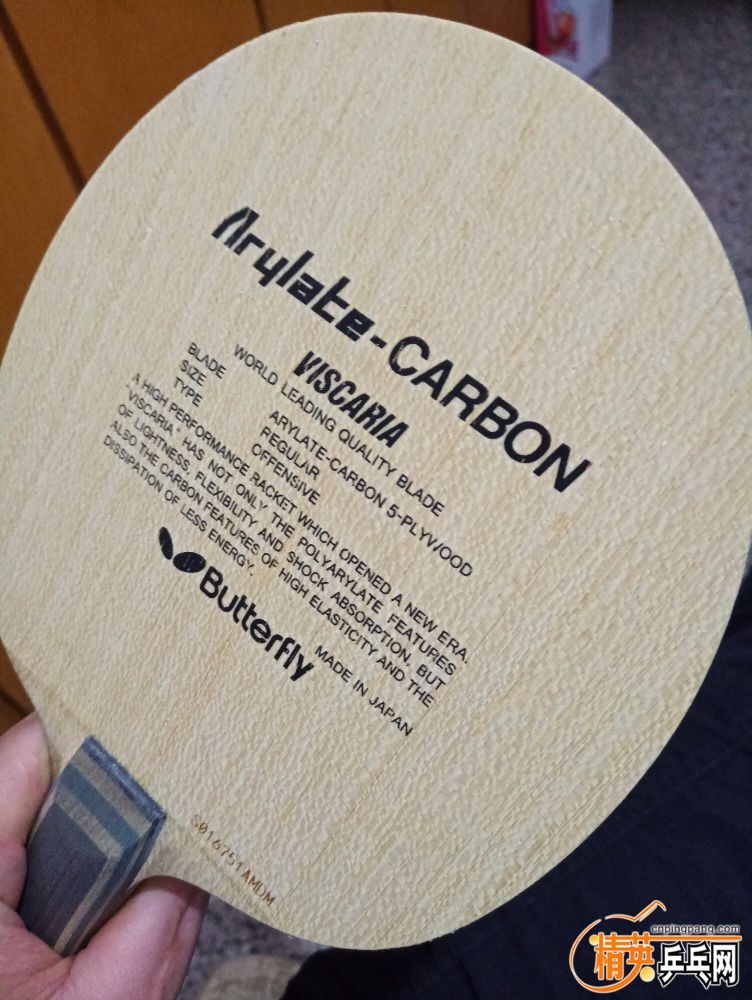 Arylate-CARBON
VISCARIA
WORLD LEADING QUALITY BLADE
BLADE ARYLATE-CARBON 5-PLYWOOD
SIZE REGULAR
TYPE OFFENSIVE
A HIGH PERFORMANCE RACKET WHICH OPENED A NEW ERA.
"VISCARIA" HAS NOT ONLY THE POLYARYLATE FEATURES
OF LIGHTNESS, FLEXIBILITY AND SHOCK ABSORPTION, BUT
ALSO THE CARBON FEATURES OF HIGH ELASTICITY AND THE
DISSIPATION OF LESS ENERGY.
Butterfly MADE IN JAPAN
S016751AMDM
cnpingpang.com
精英乒乓网